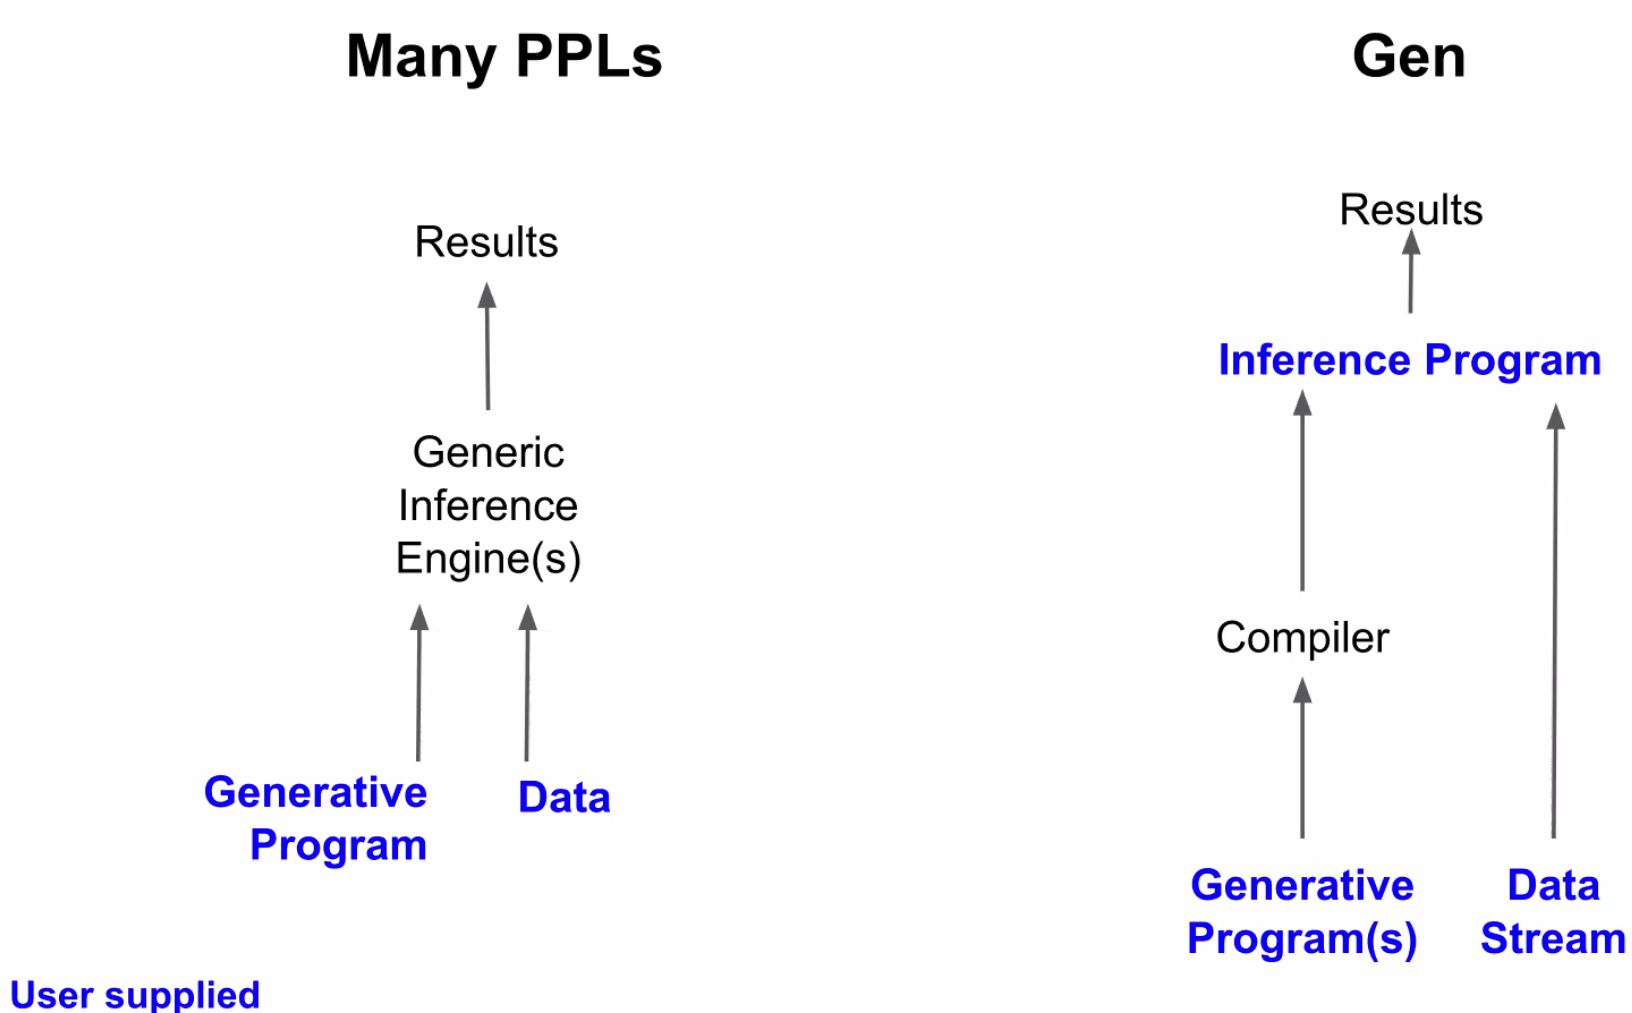 Many PPLs
Results
Generic
Inference
Engine(s)
Generative
Program
Data
User supplied
Gen
Results
Inference Program
Compiler
Generative
Program(s)
Data
Stream